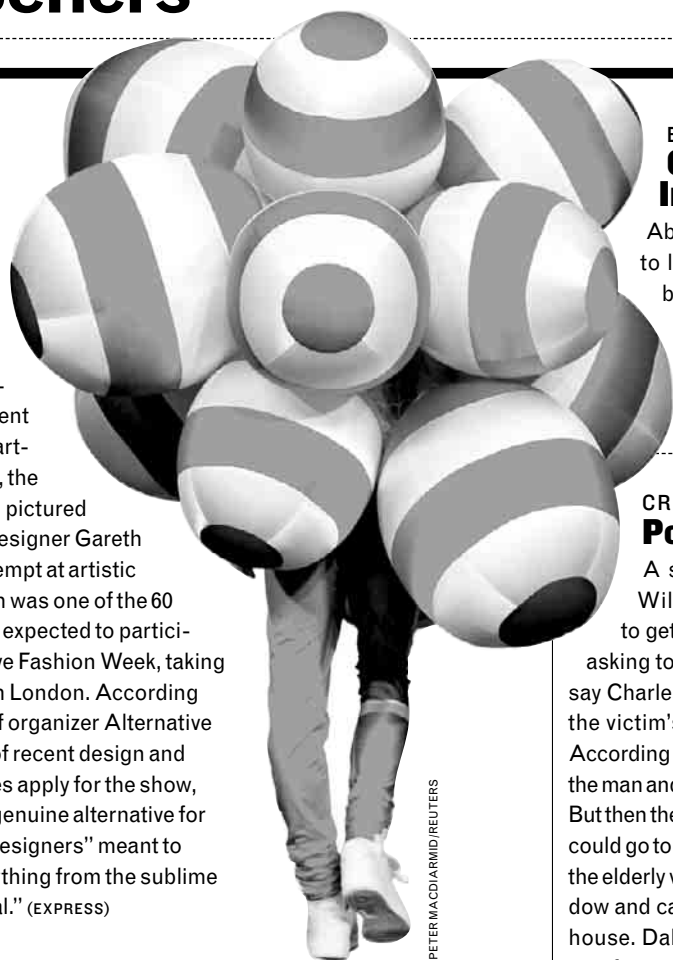 ent
art-
, the
pictured
esigner Gareth
empt at artistic
was one of the 60
expected to partici-
ve Fashion Week, taking
London. According
f organizer Alternative
of recent design and
es apply for the show,
genuine alternative for
esigners" meant to
thing from the sublime
al." (EXPRESS)
PETER MACDIARMID/REUTERS
Ab
to l
b
CR
Po
A s
Wil
to get
asking to
say Charle
the victim's
According
the man and
But then the
could go to
the elderly
dow and ca
house. Dal